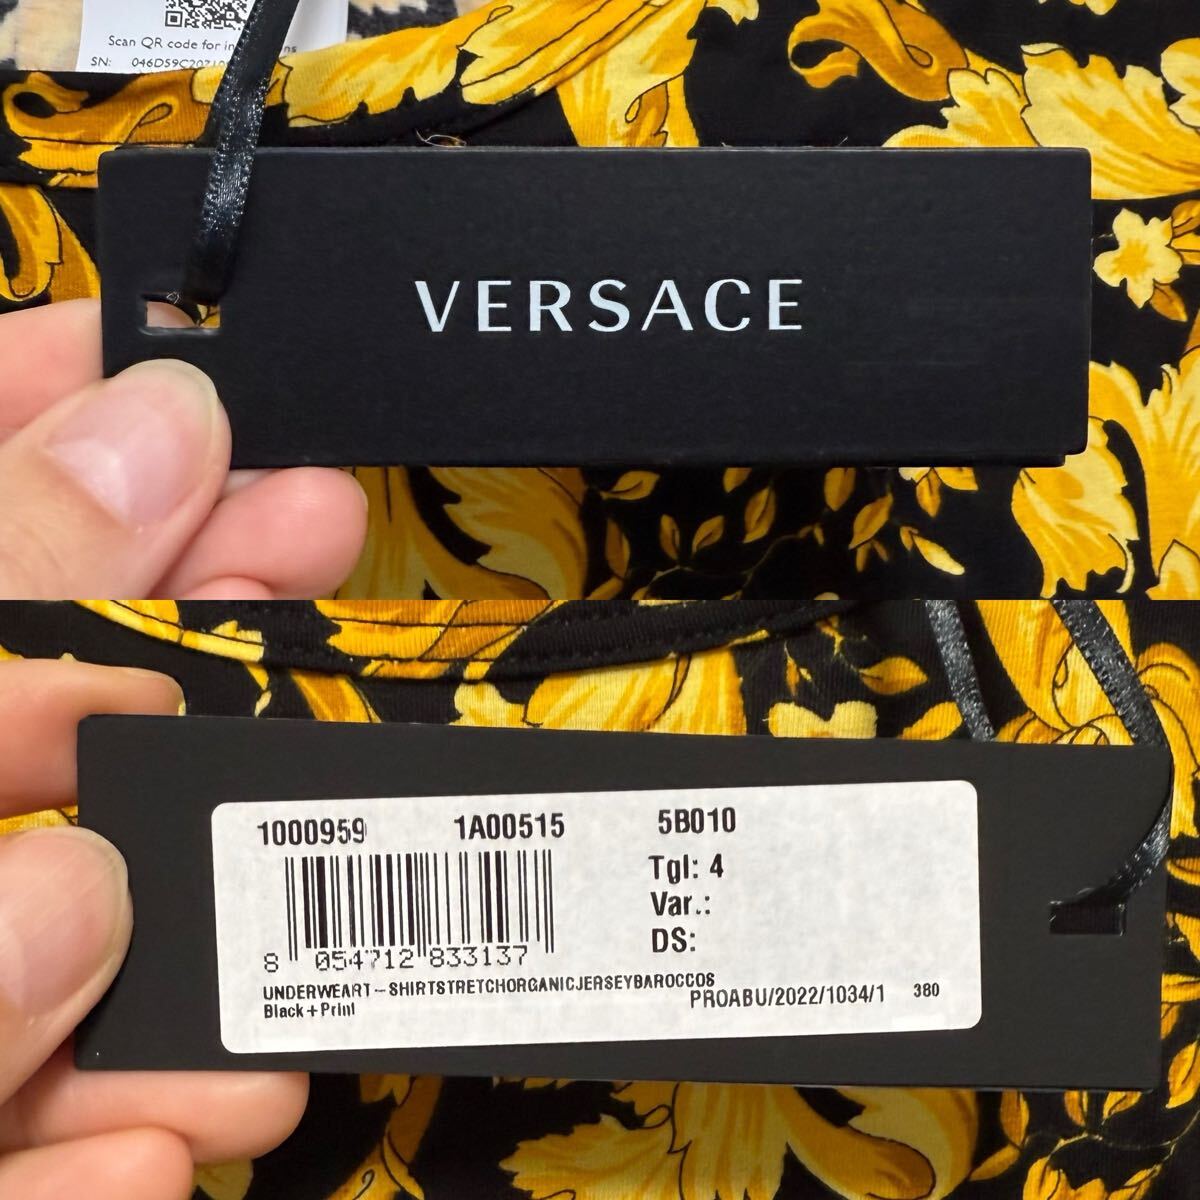 Scan QR code for
SN: 046D59C20710
VERSACE
1000959 1A00515 5B010
Tgl: 4
Var.:
DS:
8 054712 833137
UNDERWEART-SHIRTSTRETCHORGANICJERSEYBAROCCOS
PROABU/2022/1034/1 380
Black+Print